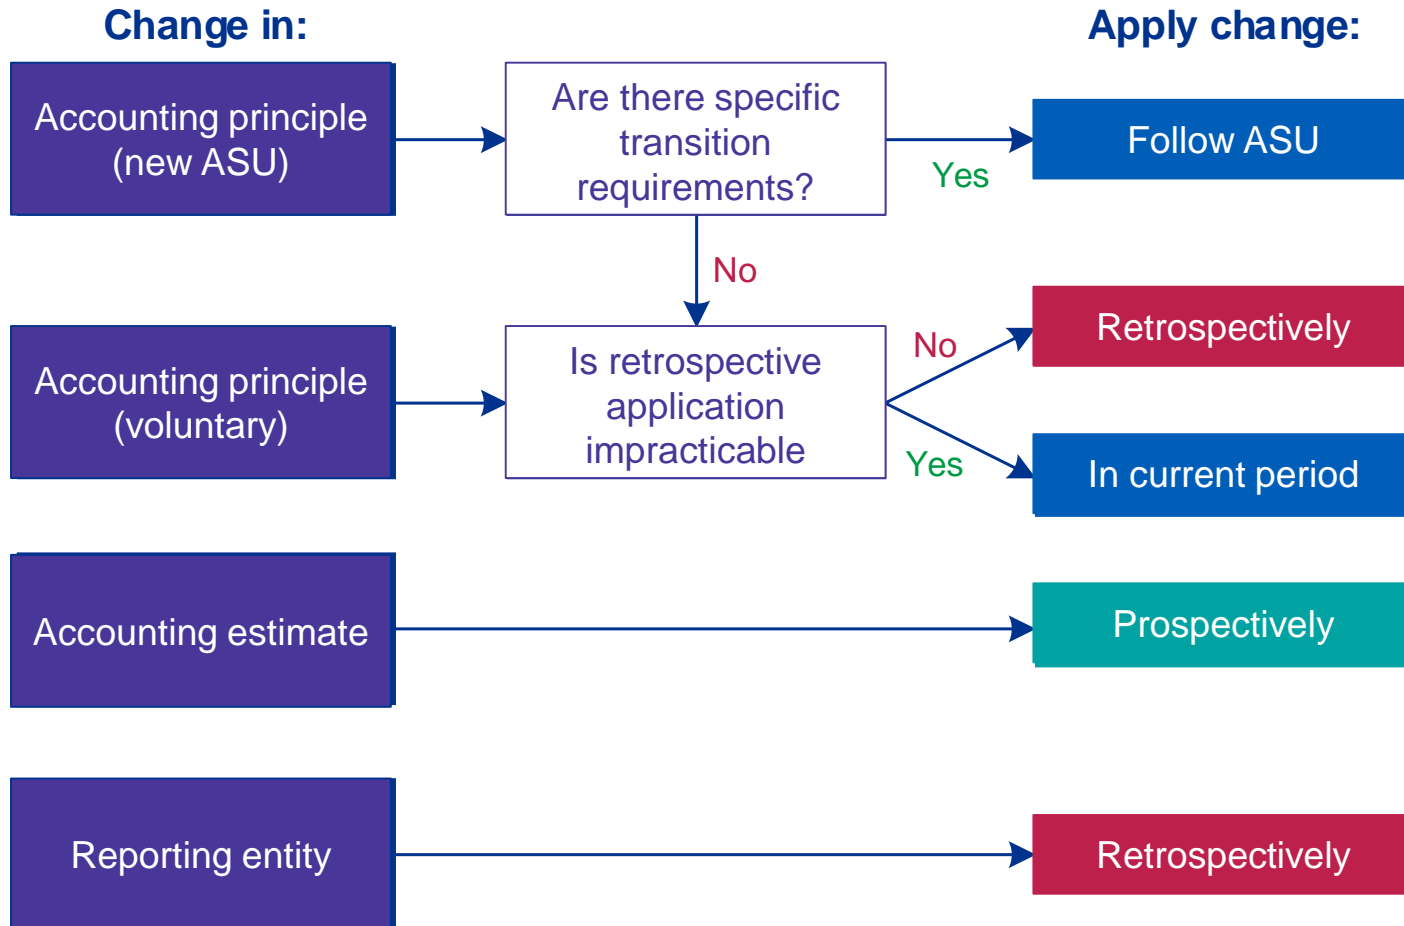 Change in:
Apply change:
Accounting principle
(new ASU)
Are there specific
transition
requirements?
Yes
Follow ASU
No
Accounting principle
(voluntary)
Is retrospective
application
impracticable
No
Retrospectively
Yes
In current period
Accounting estimate
Prospectively
Reporting entity
Retrospectively